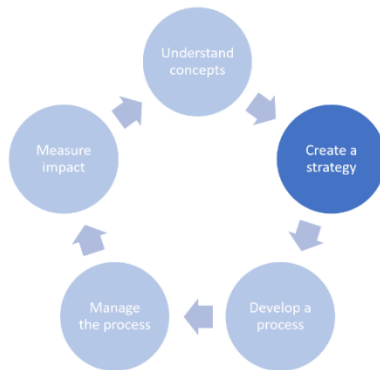 Understand
concepts
Create a
strategy
Develop a
process
Manage
the process
Measure
impact